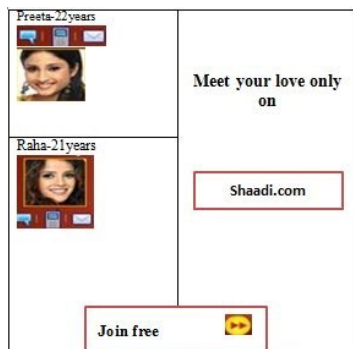 Preeta-22years
Raha-21years
Meet your love only
on
Shaadi.com
Join free